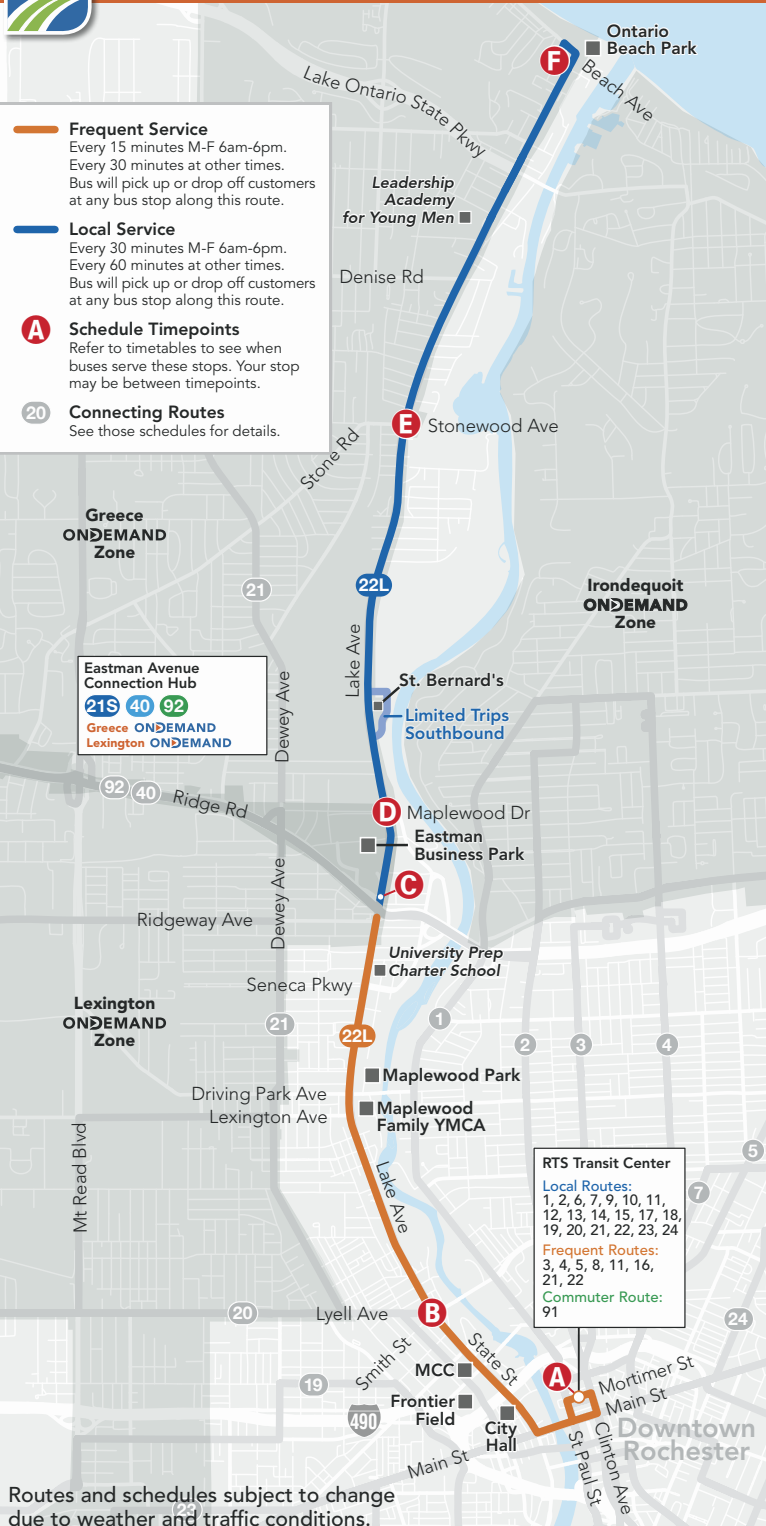 Ontario
Beach Park
F
Beach Ave
Lake Ontario State Pkwy
Frequent Service
Every 15 minutes M-F 6am-6pm.
Every 30 minutes at other times.
Bus will pick up or drop off customers
at any bus stop along this route.
Local Service
Every 30 minutes M-F 6am-6pm.
Every 60 minutes at other times.
Bus will pick up or drop off customers
at any bus stop along this route.
A
Schedule Timepoints
Refer to timetables to see when
buses serve these stops. Your stop
may be between timepoints.
20
Connecting Routes
See those schedules for details.
Leadership
Academy
for Young Men
Denise Rd
E
Stonewood Ave
Stone Rd
Greece
ONDEMAND
Zone
21
22L
Irondequoit
ONDEMAND
Zone
Lake Ave
Eastman Avenue
Connection Hub
21S 40 92
Greece ONDEMAND
Lexington ONDEMAND
Dewey Ave
St. Bernard's
Limited Trips
Southbound
92
40
Ridge Rd
D
Maplewood Dr
Eastman
Business Park
C
Dewey Ave
Ridgeway Ave
University Prep
Charter School
Seneca Pkwy
Lexington
ONDEMAND
Zone
21
22L
1
2
3
4
Maplewood Park
Driving Park Ave
Lexington Ave
Maplewood
Family YMCA
Mt Read Blvd
Lake Ave
5
7
RTS Transit Center
Local Routes:
1, 2, 6, 7, 9, 10, 11,
12, 13, 14, 15, 17, 18,
19, 20, 21, 22, 23, 24
Frequent Routes:
3, 4, 5, 8, 11, 16,
21, 22
Commuter Route:
91
20
Lyell Ave
B
24
Smith St
State St
MCC
19
Frontier
Field
490
City
Hall
A
Mortimer St
Main St
Downtown
Rochester
Main St
St Paul St
Clinton Ave
23
Routes and schedules subject to change
due to weather and traffic conditions.